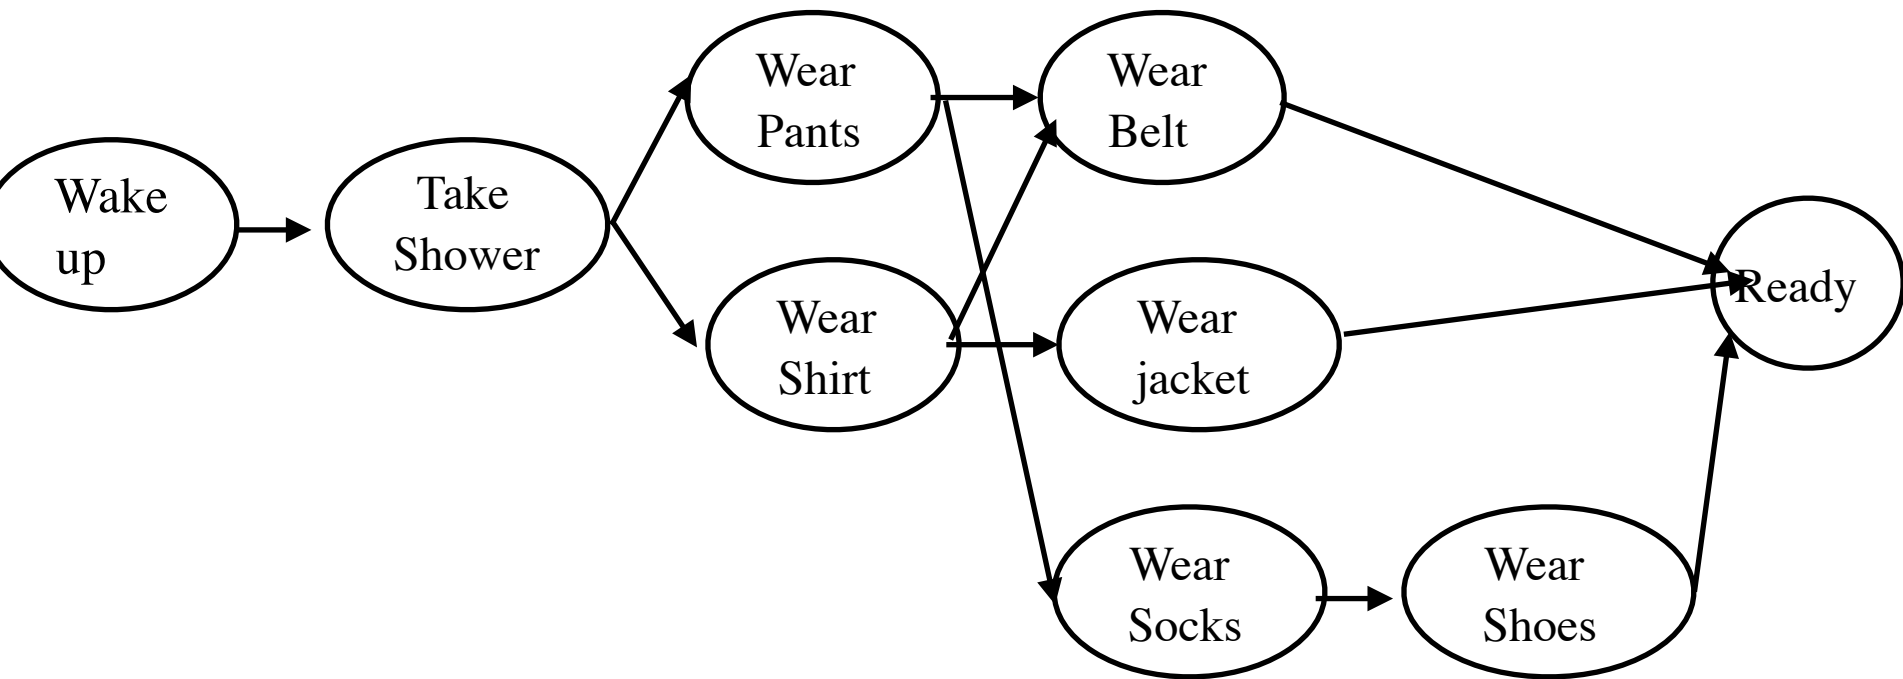 Wake
up
Take
Shower
Wear
Pants
Wear
Shirt
Wear
Belt
Wear
jacket
Wear
Socks
Wear
Shoes
Ready